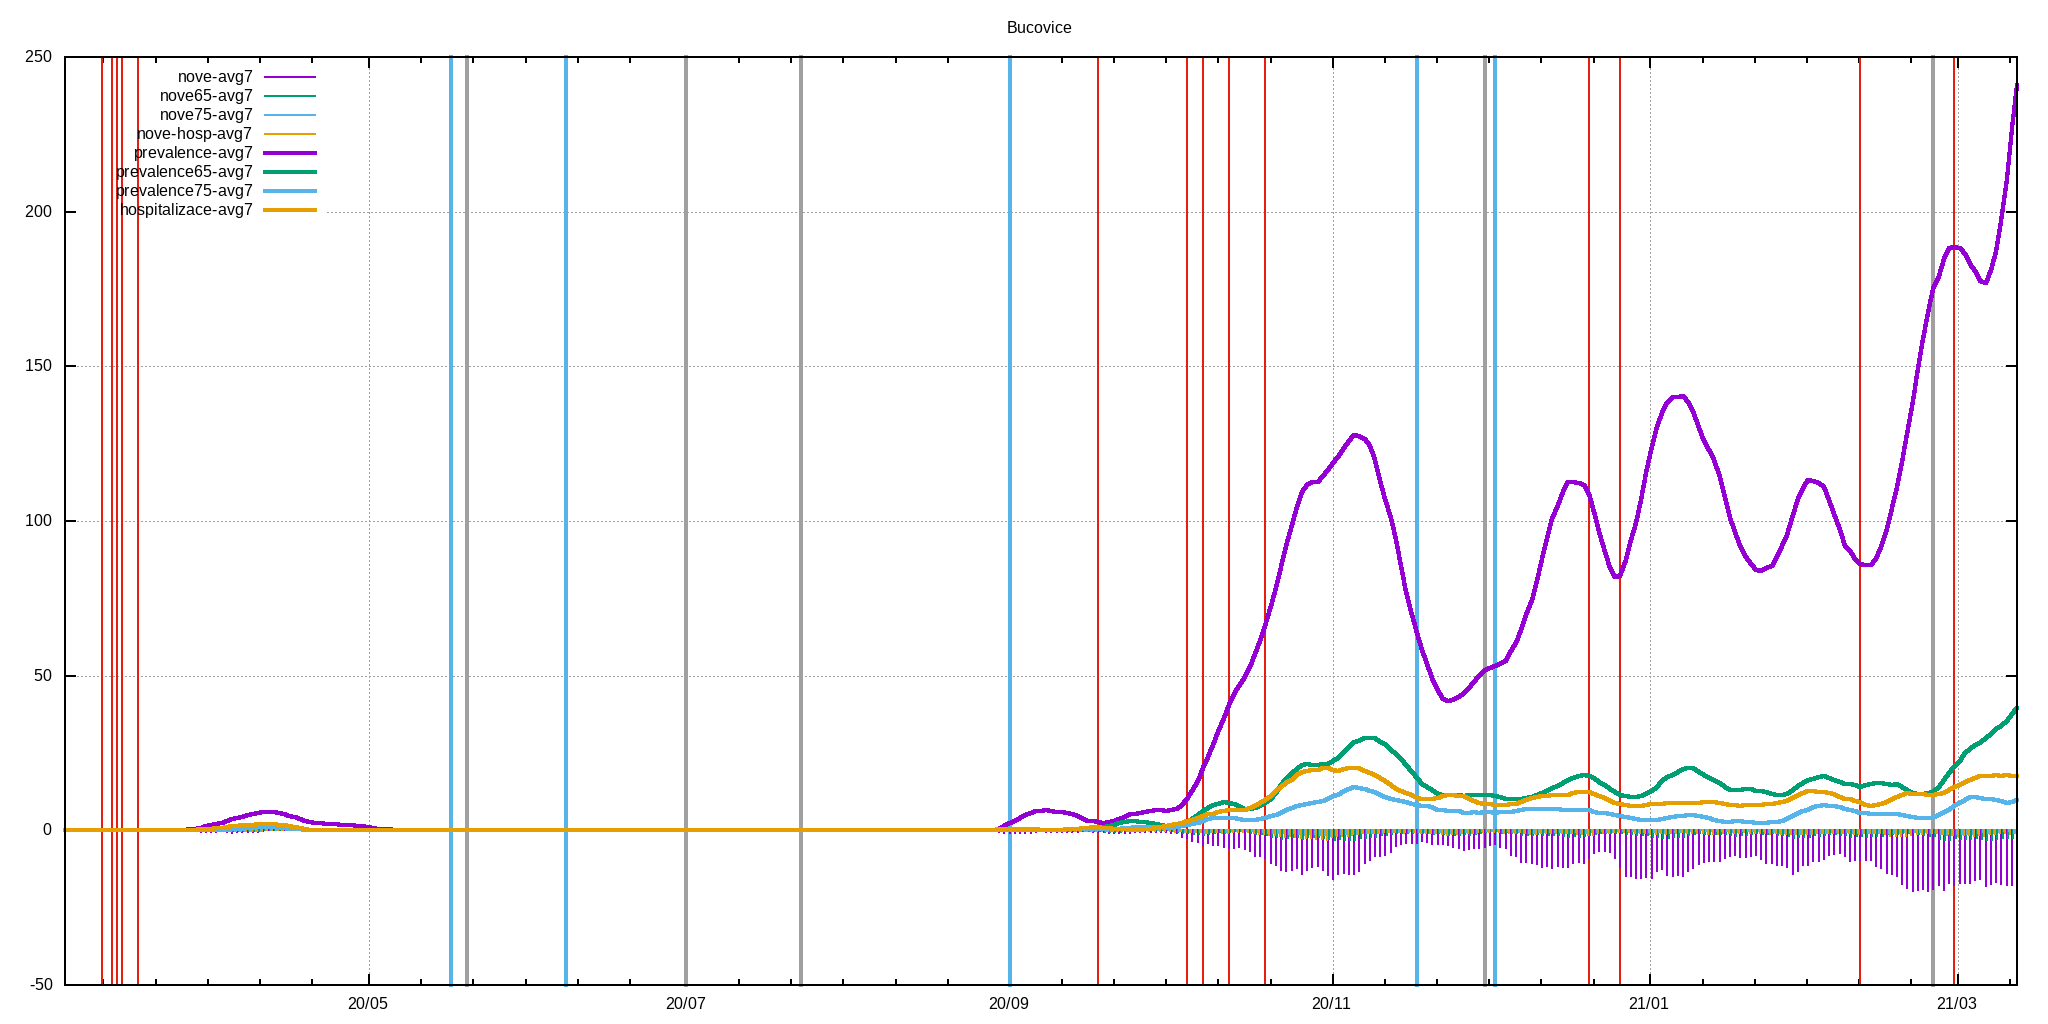 Bucovice
250
200
150
100
50
0
-50
nove-avg7
nove65-avg7
nove75-avg7
nove-hosp-avg7
prevalence-avg7
prevalence65-avg7
prevalence75-avg7
hospitalizace-avg7
20/05
20/07
20/09
20/11
21/01
21/03